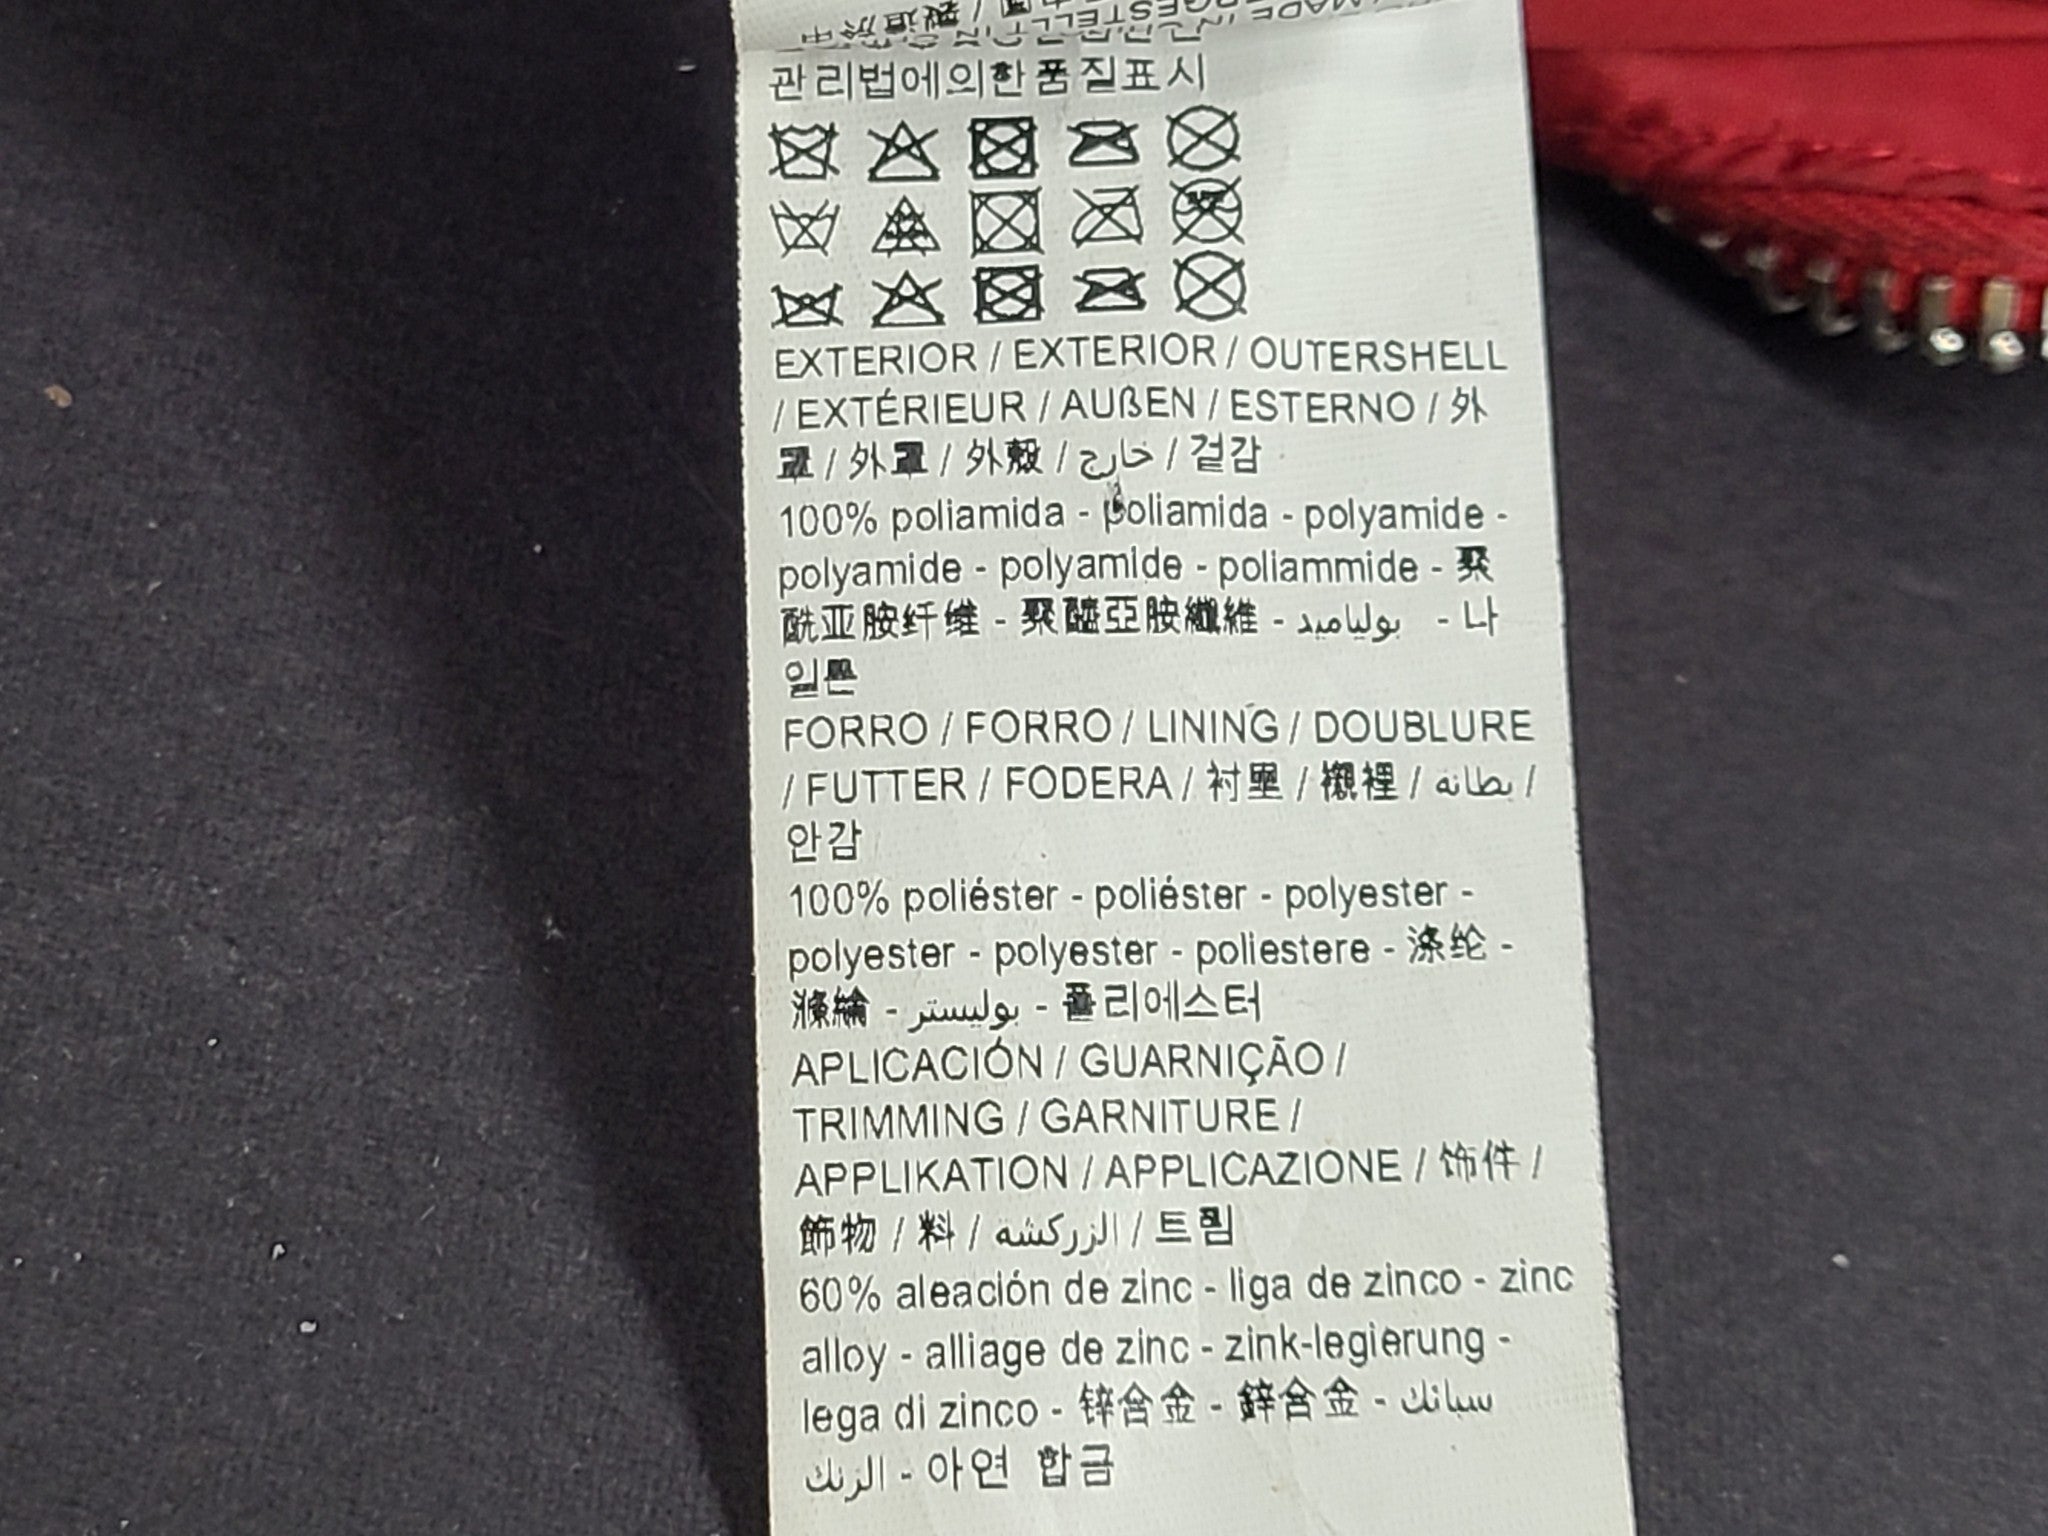 관리법에의한품질표시
EXTERIOR / EXTERIOR / OUTERSHELL
/ EXTÉRIEUR / AUßEN / ESTERNO / 外
罩 / 外罩 / 外殼 / خارج / 겉감
100% poliamida - poliamida - polyamide -
polyamide - polyamide - poliammide - 聚
酰亚胺纤维 - 聚醯亞胺纖維 - بولياميد - 나
일론
FORRO / FORRO / LINING / DOUBLURE
/ FUTTER / FODERA / 衬里 / 襯裡 / بطانه /
안감
100% poliéster - poliéster - polyester -
polyester - polyester - poliestere - 涤纶 -
滌綸 - بوليستر - 폴리에스터
APLICACIÓN / GUARNIÇÃO /
TRIMMING / GARNITURE /
APPLIKATION / APPLICAZIONE / 饰件 /
飾物 / 料 / الزركشه / 트림
60% aleación de zinc - liga de zinco - zinc
alloy - alliage de zinc - zink-legierung -
lega di zinco - 锌含金 - 鋅含金 - سبانك
الزنك - 아연 합금